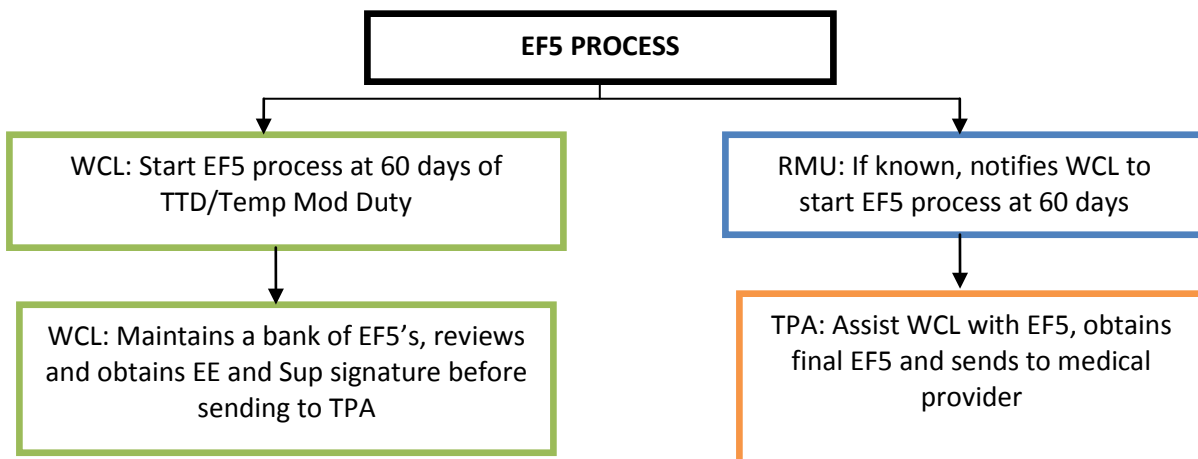 EF5 PROCESS
WCL: Start EF5 process at 60 days of
TTD/Temp Mod Duty
RMU: If known, notifies WCL to
start EF5 process at 60 days
WCL: Maintains a bank of EF5’s, reviews
and obtains EE and Sup signature before
sending to TPA
TPA: Assist WCL with EF5, obtains
final EF5 and sends to medical
provider